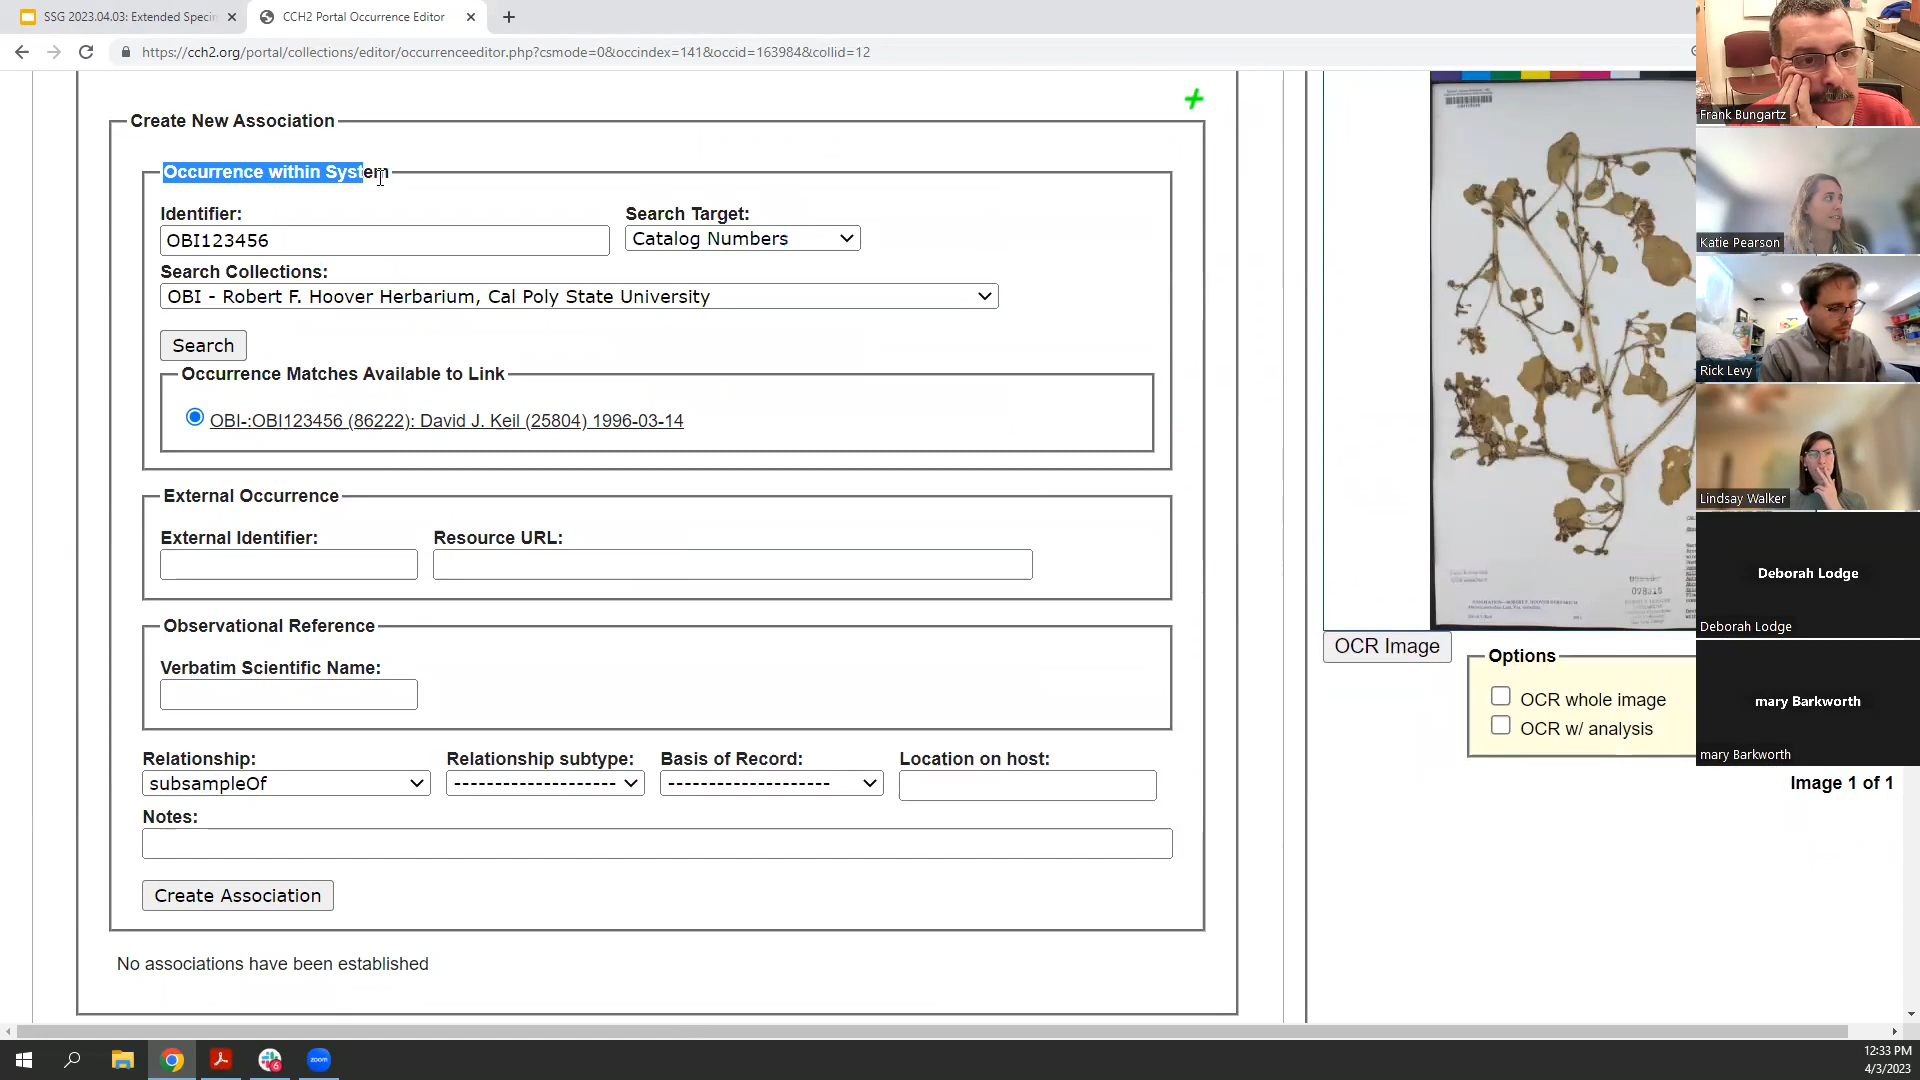 SSG 2023.04.03: Extended Speci
CCH2 Portal Occurrence Editor
https://cch2.org/portal/collections/editor/occurrenceeditor.php?csmode=0&occindex=141&occid=163984&collid=12
Create New Association
Occurrence within System
Identifier:
Search Target:
OBI123456
Catalog Numbers
Search Collections:
OBI - Robert F. Hoover Herbarium, Cal Poly State University
Search
Occurrence Matches Available to Link
OBI-:OBI123456 (86222): David J. Keil (25804) 1996-03-14
External Occurrence
External Identifier:
Resource URL:
Observational Reference
Verbatim Scientific Name:
Relationship:
Relationship subtype:
Basis of Record:
Location on host:
subsampleOf
--------------------
--------------------
Notes:
Create Association
No associations have been established
OCR Image
Options
OCR whole image
OCR w/ analysis
Image 1 of 1
Frank Bungartz
Katie Pearson
Rick Levy
Lindsay Walker
Deborah Lodge
Deborah Lodge
mary Barkworth
mary Barkworth
6
zoom
12:33 PM
4/3/2023